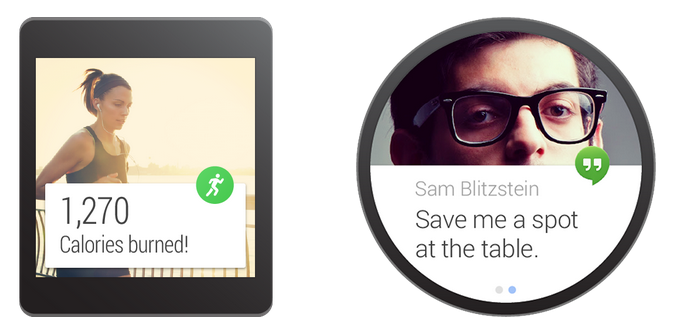 1,270
Calories burned!
Sam Blitzstein
Save me a spot
at the table.